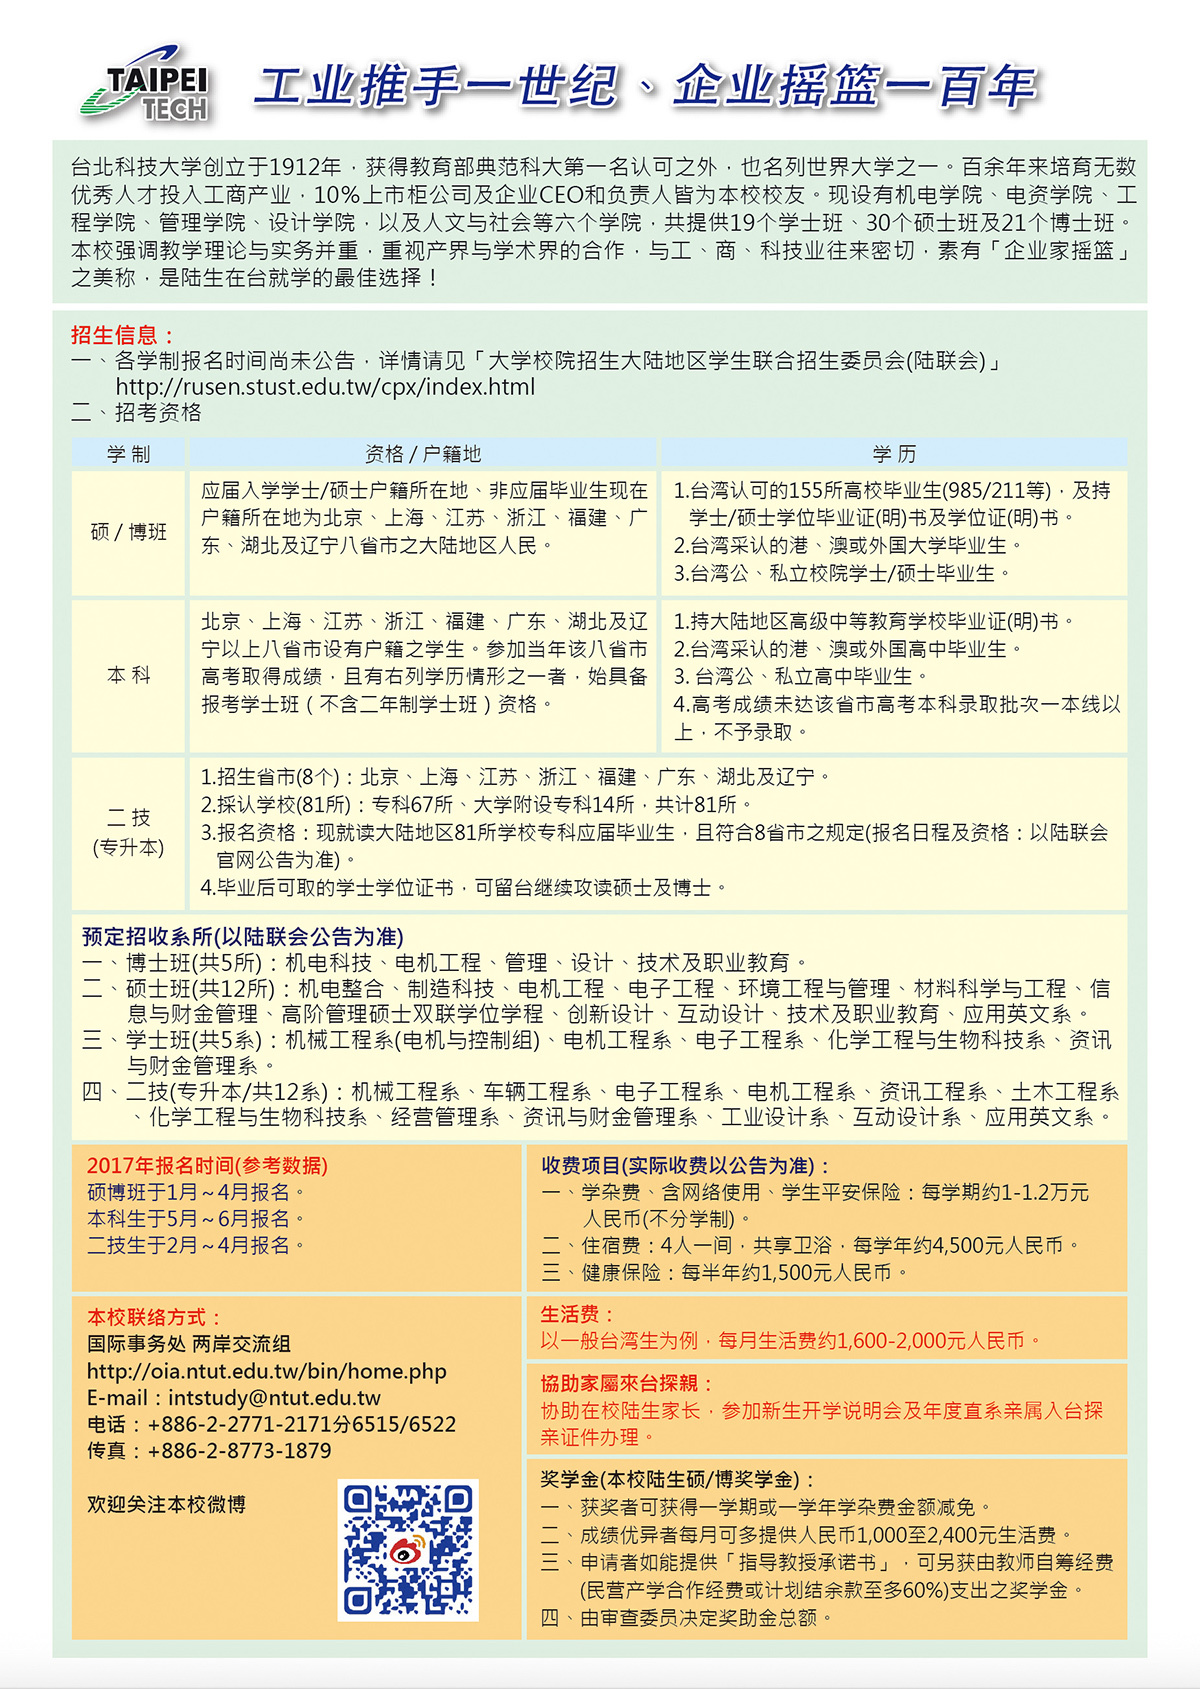 TAIPEI
TECH
工业推手一世纪、企业摇篮一百年
台北科技大学创立于1912年，获得教育部典范科大第一名认可之外，也名列世界大学之一。百余年来培育无数
优秀人才投入工商产业，10%上市柜公司及企业CEO和负责人皆为本校校友。现设有机电学院、电资学院、工
程学院、管理学院、设计学院，以及人文与社会等六个学院，共提供19个学士班、30个硕士班及21个博士班。
本校强调教学理论与实务并重，重视产界与学术界的合作，与工、商、科技业往来密切，素有「企业家摇篮」
之美称，是陆生在台就学的最佳选择！
招生信息：
一、各学制报名时间尚未公告，详情请见「大学校院招生大陆地区学生联合招生委员会(陆联会)」
http://rusen.stust.edu.tw/cpx/index.html
二、招考资格
学 制
资格 / 户籍地
学 历
硕 / 博班
应届入学学士/硕士户籍所在地、非应届毕业生现在
户籍所在地为北京、上海、江苏、浙江、福建、广
东、湖北及辽宁八省市之大陆地区人民。
1.台湾认可的155所高校毕业生(985/211等)，及持
学士/硕士学位毕业证(明)书及学位证(明)书。
2.台湾采认的港、澳或外国大学毕业生。
3.台湾公、私立校院学士/硕士毕业生。
本 科
北京、上海、江苏、浙江、福建、广东、湖北及辽
宁以上八省市设有户籍之学生。参加当年该八省市
高考取得成绩，且有右列学历情形之一者，始具备
报考学士班（不含二年制学士班）资格。
1.持大陆地区高级中等教育学校毕业证(明)书。
2.台湾采认的港、澳或外国高中毕业生。
3. 台湾公、私立高中毕业生。
4.高考成绩未达该省市高考本科录取批次一本线以
上，不予录取。
二 技
(专升本)
1.招生省市(8个)：北京、上海、江苏、浙江、福建、广东、湖北及辽宁。
2.採认学校(81所)：专科67所、大学附设专科14所，共计81所。
3.报名资格：现就读大陆地区81所学校专科应届毕业生，且符合8省市之规定(报名日程及资格：以陆联会
官网公告为准)。
4.毕业后可取的学士学位证书，可留台继续攻读硕士及博士。
预定招收系所(以陆联会公告为准)
一、博士班(共5所)：机电科技、电机工程、管理、设计、技术及职业教育。
二、硕士班(共12所)：机电整合、制造科技、电机工程、电子工程、环境工程与管理、材料科学与工程、信
息与财金管理、高阶管理硕士双联学位学程、创新设计、互动设计、技术及职业教育、应用英文系。
三、学士班(共5系)：机械工程系(电机与控制组)、电机工程系、电子工程系、化学工程与生物科技系、资讯
与财金管理系。
四、二技(专升本/共12系)：机械工程系、车辆工程系、电子工程系、电机工程系、资讯工程系、土木工程系
、化学工程与生物科技系、经营管理系、资讯与财金管理系、工业设计系、互动设计系、应用英文系。
2017年报名时间(参考数据)
硕博班于1月～4月报名。
本科生于5月～6月报名。
二技生于2月～4月报名。
收费项目(实际收费以公告为准)：
一、学杂费、含网络使用、学生平安保险：每学期约1-1.2万元
人民币(不分学制)。
二、住宿费：4人一间，共享卫浴，每学年约4,500元人民币。
三、健康保险：每半年约1,500元人民币。
本校联络方式：
国际事务处 两岸交流组
http://oia.ntut.edu.tw/bin/home.php
E-mail：intstudy@ntut.edu.tw
电话：+886-2-2771-2171分6515/6522
传真：+886-2-8773-1879
欢迎关注本校微博
生活费：
以一般台湾生为例，每月生活费约1,600-2,000元人民币。
協助家屬來台探親：
协助在校陆生家长，参加新生开学说明会及年度直系亲属入台探
亲证件办理。
奖学金(本校陆生硕/博奖学金)：
一、获奖者可获得一学期或一学年学杂费金额减免。
二、成绩优异者每月可多提供人民币1,000至2,400元生活费。
三、申请者如能提供「指导教授承诺书」，可另获由教师自筹经费
(民营产学合作经费或计划结余款至多60%)支出之奖学金。
四、由审查委员决定奖助金总额。